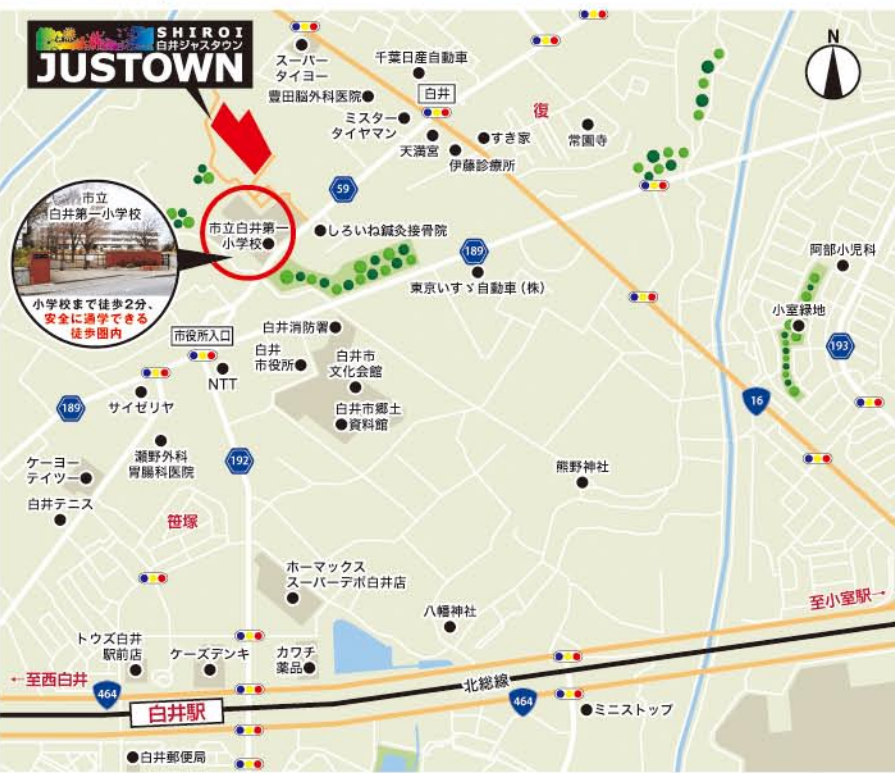 SHIROI
白井ジャスタウン
JUSTOWN
スーパー
タイヨー
千葉日産自動車
豊田脳外科医院
白井
ミスター
タイヤマン
天満宮
すき家
伊藤診療所
復
常園寺
N
59
市立
白井第一小学校
小学校まで徒歩2分、
安全に通学できる
徒歩圏内
市立白井第一
小学校
しろいね鍼灸接骨院
189
東京いすゞ自動車(株)
阿部小児科
小室緑地
193
16
市役所入口
白井消防署
白井
市役所
白井市
文化会館
NTT
サイゼリヤ
189
白井市郷土
資料館
192
瀬野外科
胃腸科医院
ケーヨー
デイツー
白井テニス
笹塚
熊野神社
ホーマックス
スーパーデポ白井店
八幡神社
至小室駅→
トウズ白井
駅前店
ケーズデンキ
カワチ
薬品
←至西白井
464
白井駅
北総線
464
ミニストップ
白井郵便局